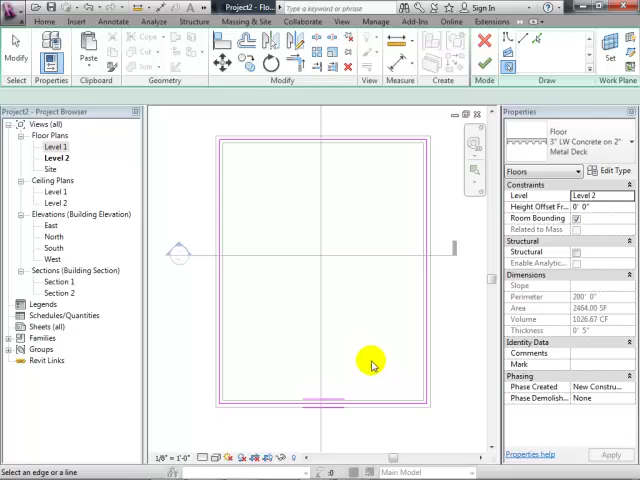 Project2 - Floo...
Type a keyword or phrase
Home
Insert
Annotate
Analyze
Structure
Massing & Site
Collaborate
View
Manage
Add-Ins
Online
Extensions
Modify
Paste
Cope
Cut
Join
Set
Select
Properties
Clipboard
Geometry
Modify
View
Measure
Create
Mode
Draw
Work Plane
Project2 - Project Browser
Views (all)
Floor Plans
Level 1
Level 2
Site
Ceiling Plans
Level 1
Level 2
Elevations (Building Elevation)
East
North
South
West
Sections (Building Section)
Section 1
Section 2
Legends
Schedules/Quantities
Sheets (all)
Families
Groups
Revit Links
Properties
Floor
3" LW Concrete on 2"
Metal Deck
Floors
Edit Type
Constraints
Level
Level 2
Height Offset Fr...
0' 0"
Room Bounding
Related to Mass
Structural
Structural
Enable Analytic...
Dimensions
Slope
Perimeter
200' 0"
Area
2464.00 SF
Volume
1026.67 CF
Thickness
0' 5"
Identity Data
Comments
Mark
Phasing
Phase Created
New Constru...
Phase Demolish...
None
Properties help
Apply
1/8" = 1'-0"
Select an edge or a line
:0
Main Model